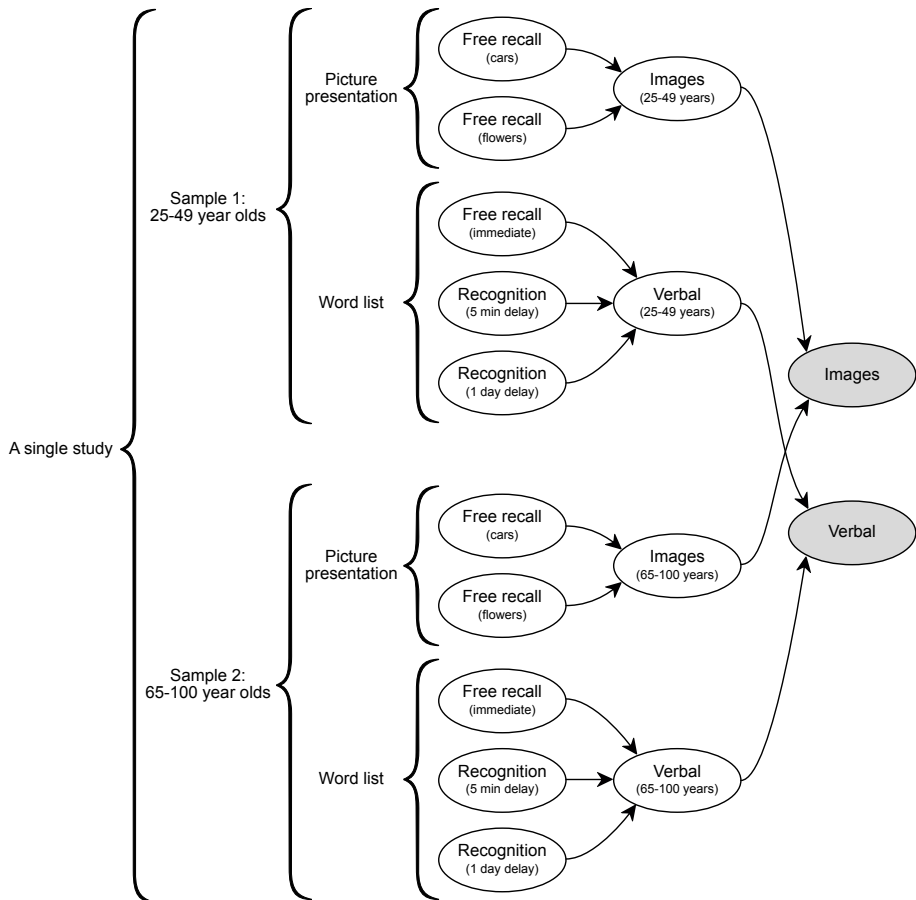 A single study
Sample 1:
25-49 year olds
Picture
presentation
Free recall
(cars)
Free recall
(flowers)
Images
(25-49 years)
Word list
Free recall
(immediate)
Recognition
(5 min delay)
Recognition
(1 day delay)
Verbal
(25-49 years)
Sample 2:
65-100 year olds
Picture
presentation
Free recall
(cars)
Free recall
(flowers)
Images
(65-100 years)
Word list
Free recall
(immediate)
Recognition
(5 min delay)
Recognition
(1 day delay)
Verbal
(65-100 years)
Images
Verbal